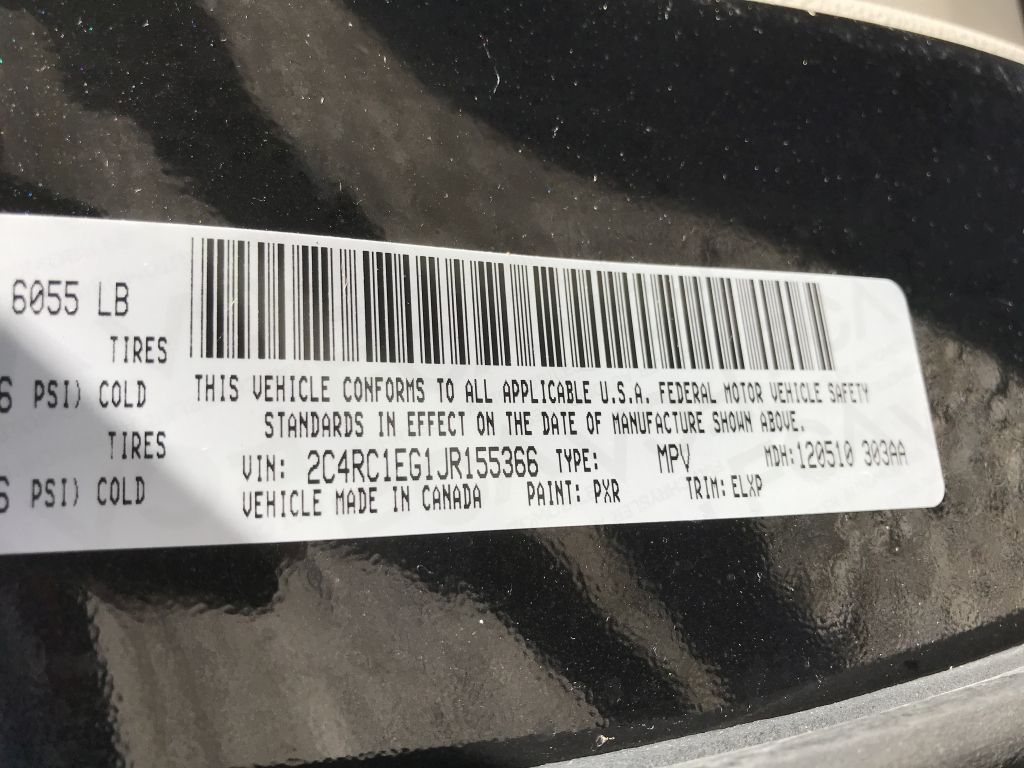 6055 LB
TIRES
6 PSI) COLD
TIRES
6 PSI) COLD
THIS VEHICLE CONFORMS TO ALL APPLICABLE U.S.A. FEDERAL MOTOR VEHICLE SAFETY
STANDARDS IN EFFECT ON THE DATE OF MANUFACTURE SHOWN ABOVE.
VIN: 2C4RC1EG1JR155366 TYPE: MPV MDH:120510 303AA
VEHICLE MADE IN CANADA PAINT: PXR TRIM: ELXP